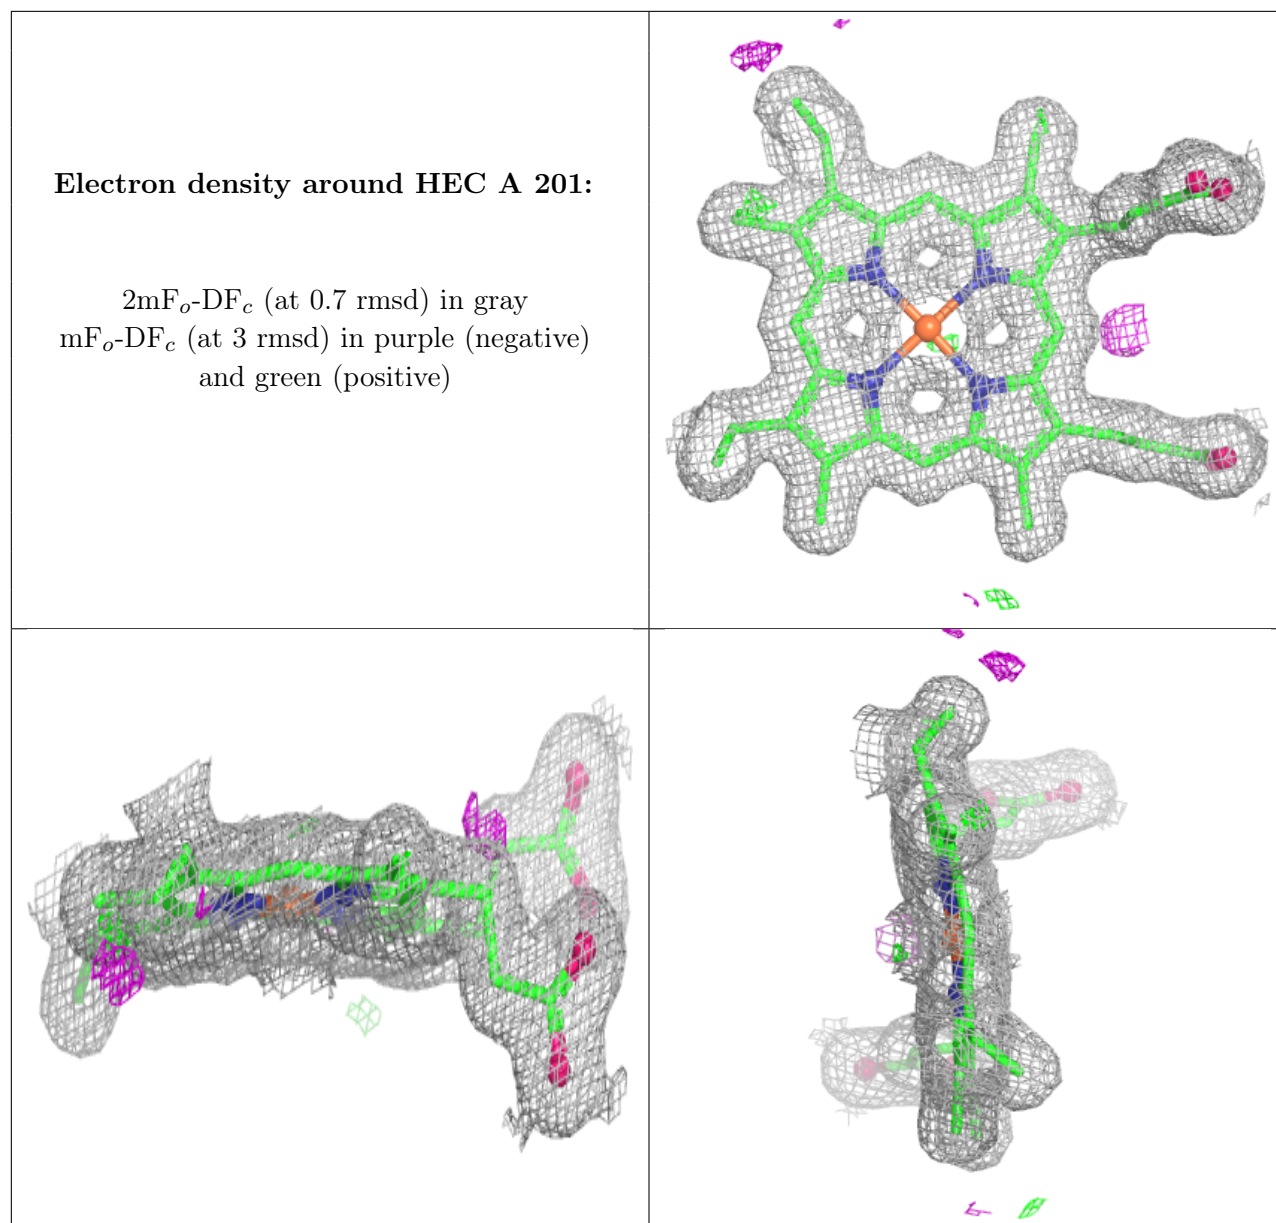 Electron density around HEC A 201:
2mFo-DFc (at 0.7 rmsd) in gray
mFo-DFc (at 3 rmsd) in purple (negative)
and green (positive)